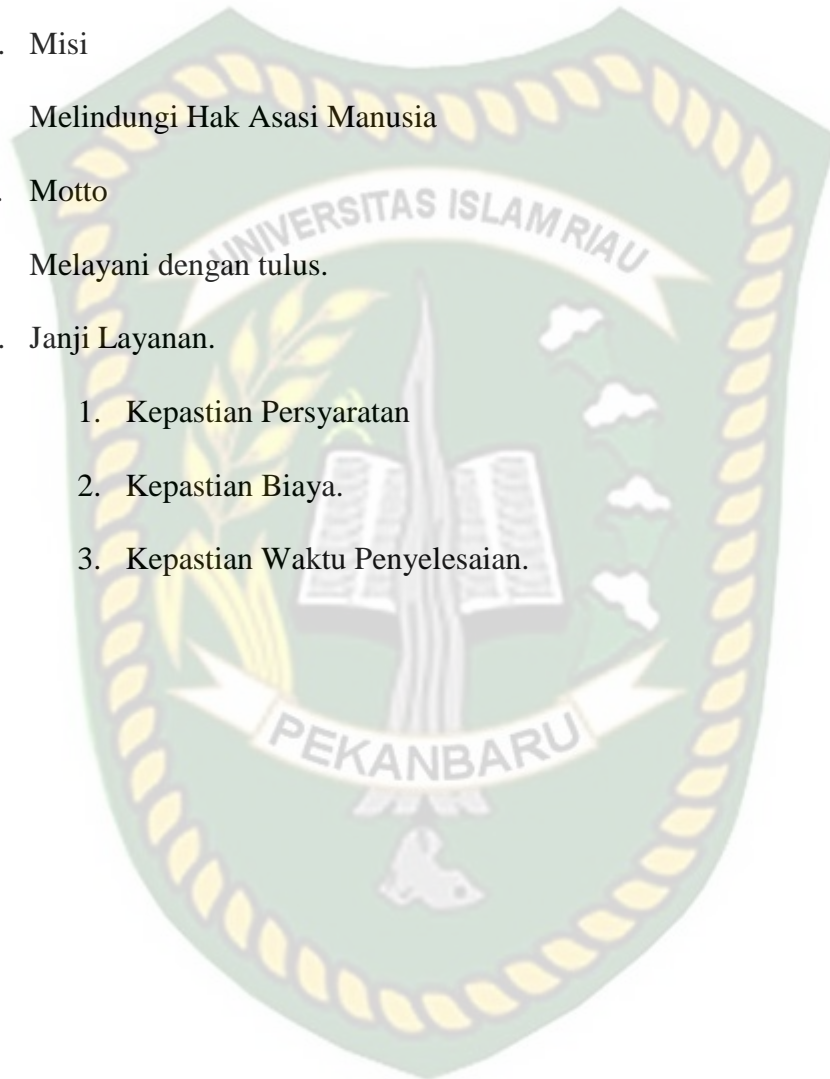 . Misi
Melindungi Hak Asasi Manusia
. Motto
UNIVERSITAS ISLAM RIAU
Melayani dengan tulus.
. Janji Layanan.
1. Kepastian Persyaratan
2. Kepastian Biaya.
3. Kepastian Waktu Penyelesaian.
PEKANBARU